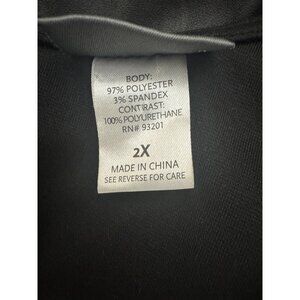 BODY:
97% POLYESTER
3% SPANDEX
CONTRAST:
100% POLYURETHANE
RN# 93201
2X
MADE IN CHINA
SEE REVERSE FOR CARE